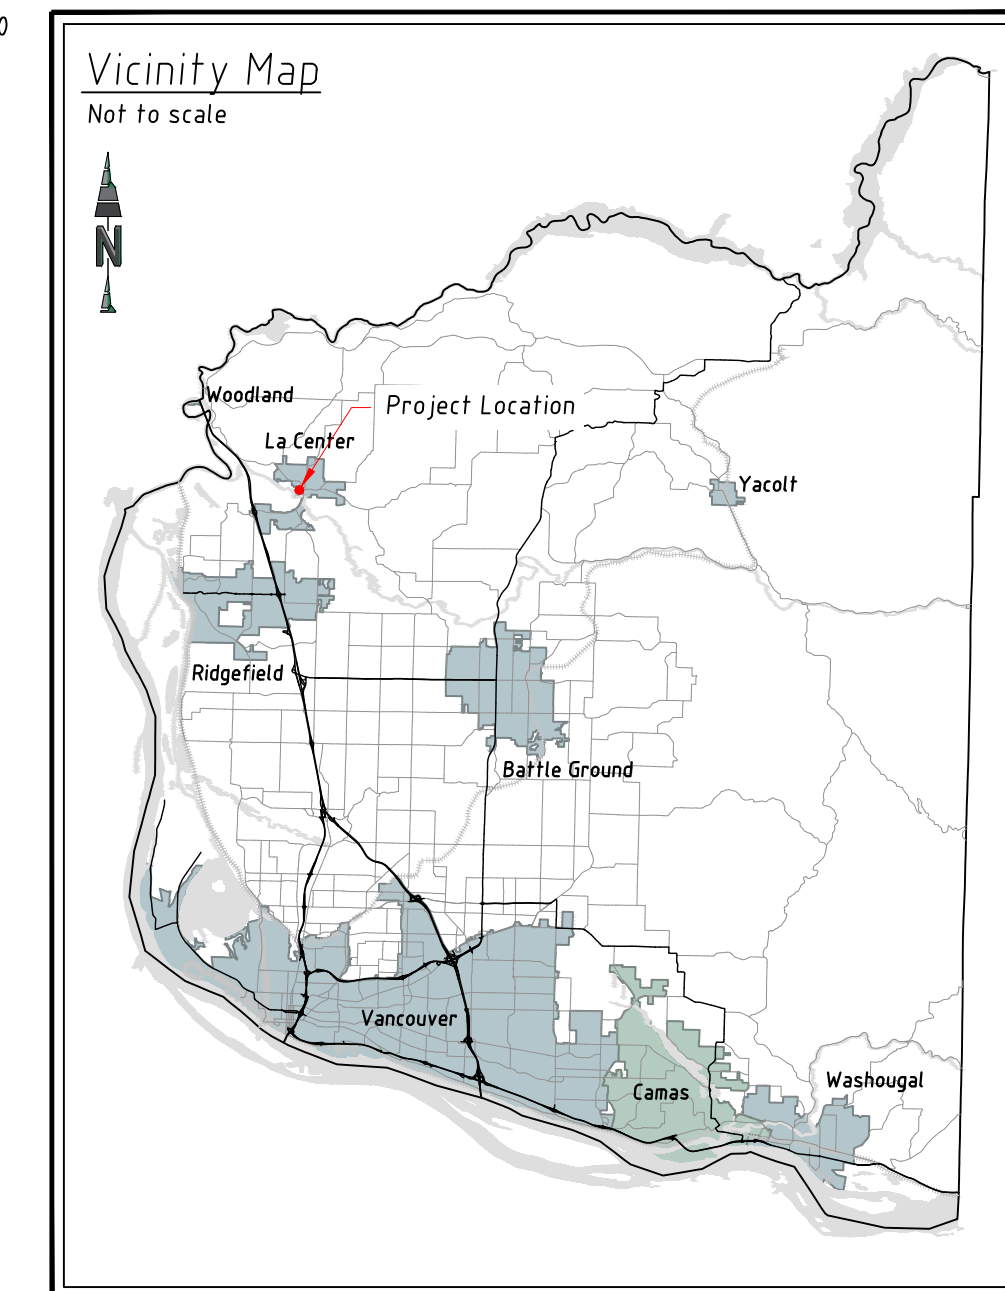 Vicinity Map
Not to scale
N
Woodland
Project Location
La Center
Yacolt
Ridgefield
Battle Ground
Vancouver
Washougal
Camas